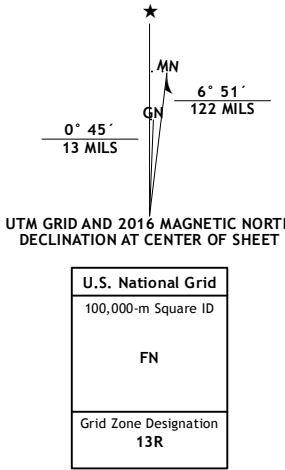 MN
6° 51´
122 MILS
GN
0° 45´
13 MILS
UTM GRID AND 2016 MAGNETIC NORTH
DECLINATION AT CENTER OF SHEET
U.S. National Grid
100,000-m Square ID
FN
Grid Zone Designation
13R